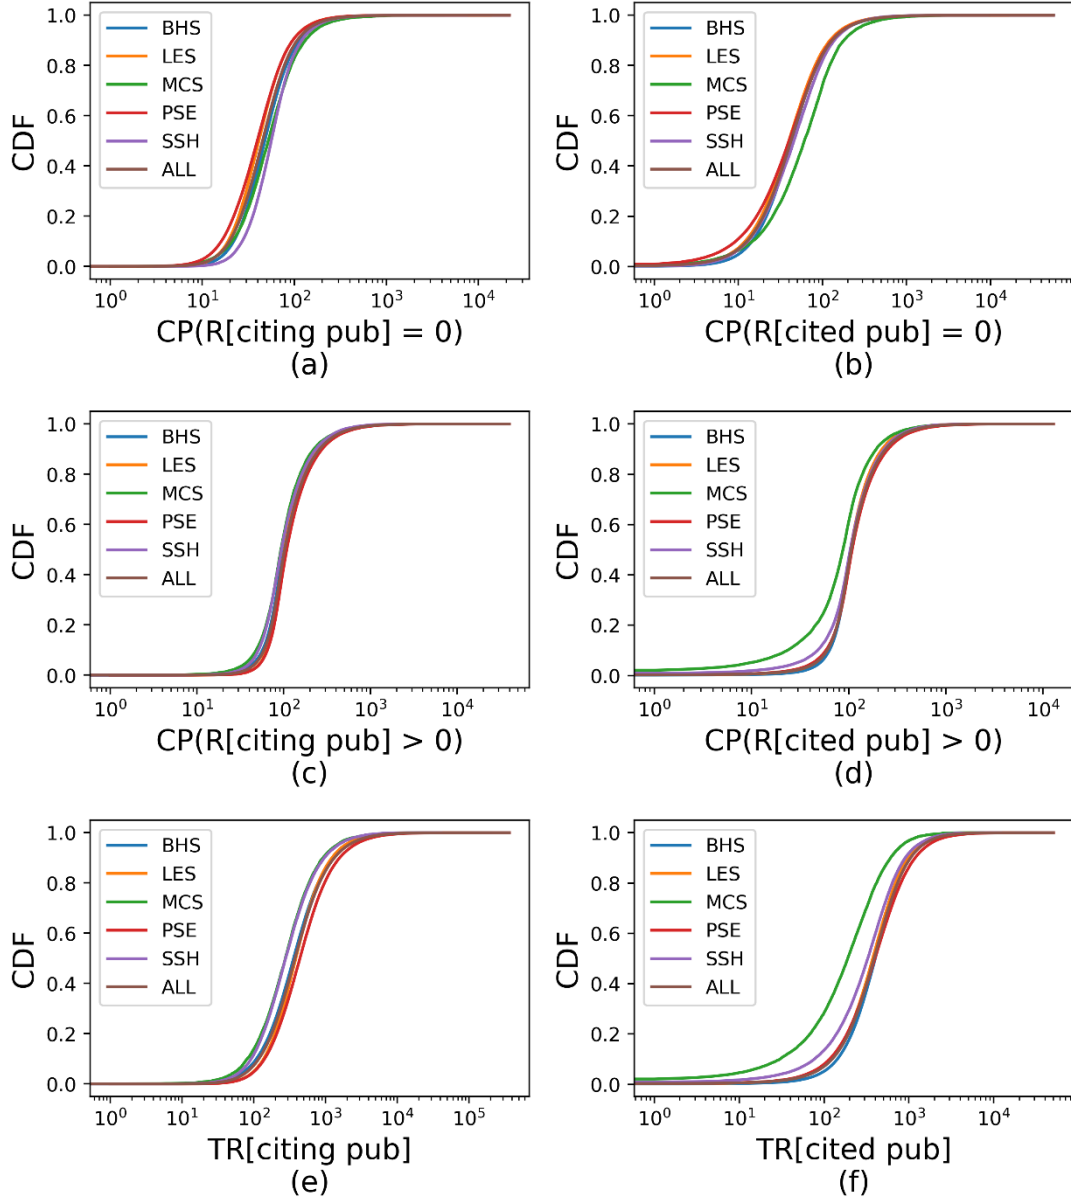 1.0
0.8
0.6
0.4
0.2
0.0
CDF
BHS
LES
MCS
PSE
SSH
ALL
10⁰ 10¹ 10² 10³ 10⁴
CP(R[citing pub] = 0)
(a)
1.0
0.8
0.6
0.4
0.2
0.0
CDF
BHS
LES
MCS
PSE
SSH
ALL
10⁰ 10¹ 10² 10³ 10⁴
CP(R[cited pub] = 0)
(b)
1.0
0.8
0.6
0.4
0.2
0.0
CDF
BHS
LES
MCS
PSE
SSH
ALL
10⁰ 10¹ 10² 10³ 10⁴
CP(R[citing pub] > 0)
(c)
1.0
0.8
0.6
0.4
0.2
0.0
CDF
BHS
LES
MCS
PSE
SSH
ALL
10⁰ 10¹ 10² 10³ 10⁴
CP(R[cited pub] > 0)
(d)
1.0
0.8
0.6
0.4
0.2
0.0
CDF
BHS
LES
MCS
PSE
SSH
ALL
10⁰ 10¹ 10² 10³ 10⁴ 10⁵
TR[citing pub]
(e)
1.0
0.8
0.6
0.4
0.2
0.0
CDF
BHS
LES
MCS
PSE
SSH
ALL
10⁰ 10¹ 10² 10³ 10⁴
TR[cited pub]
(f)